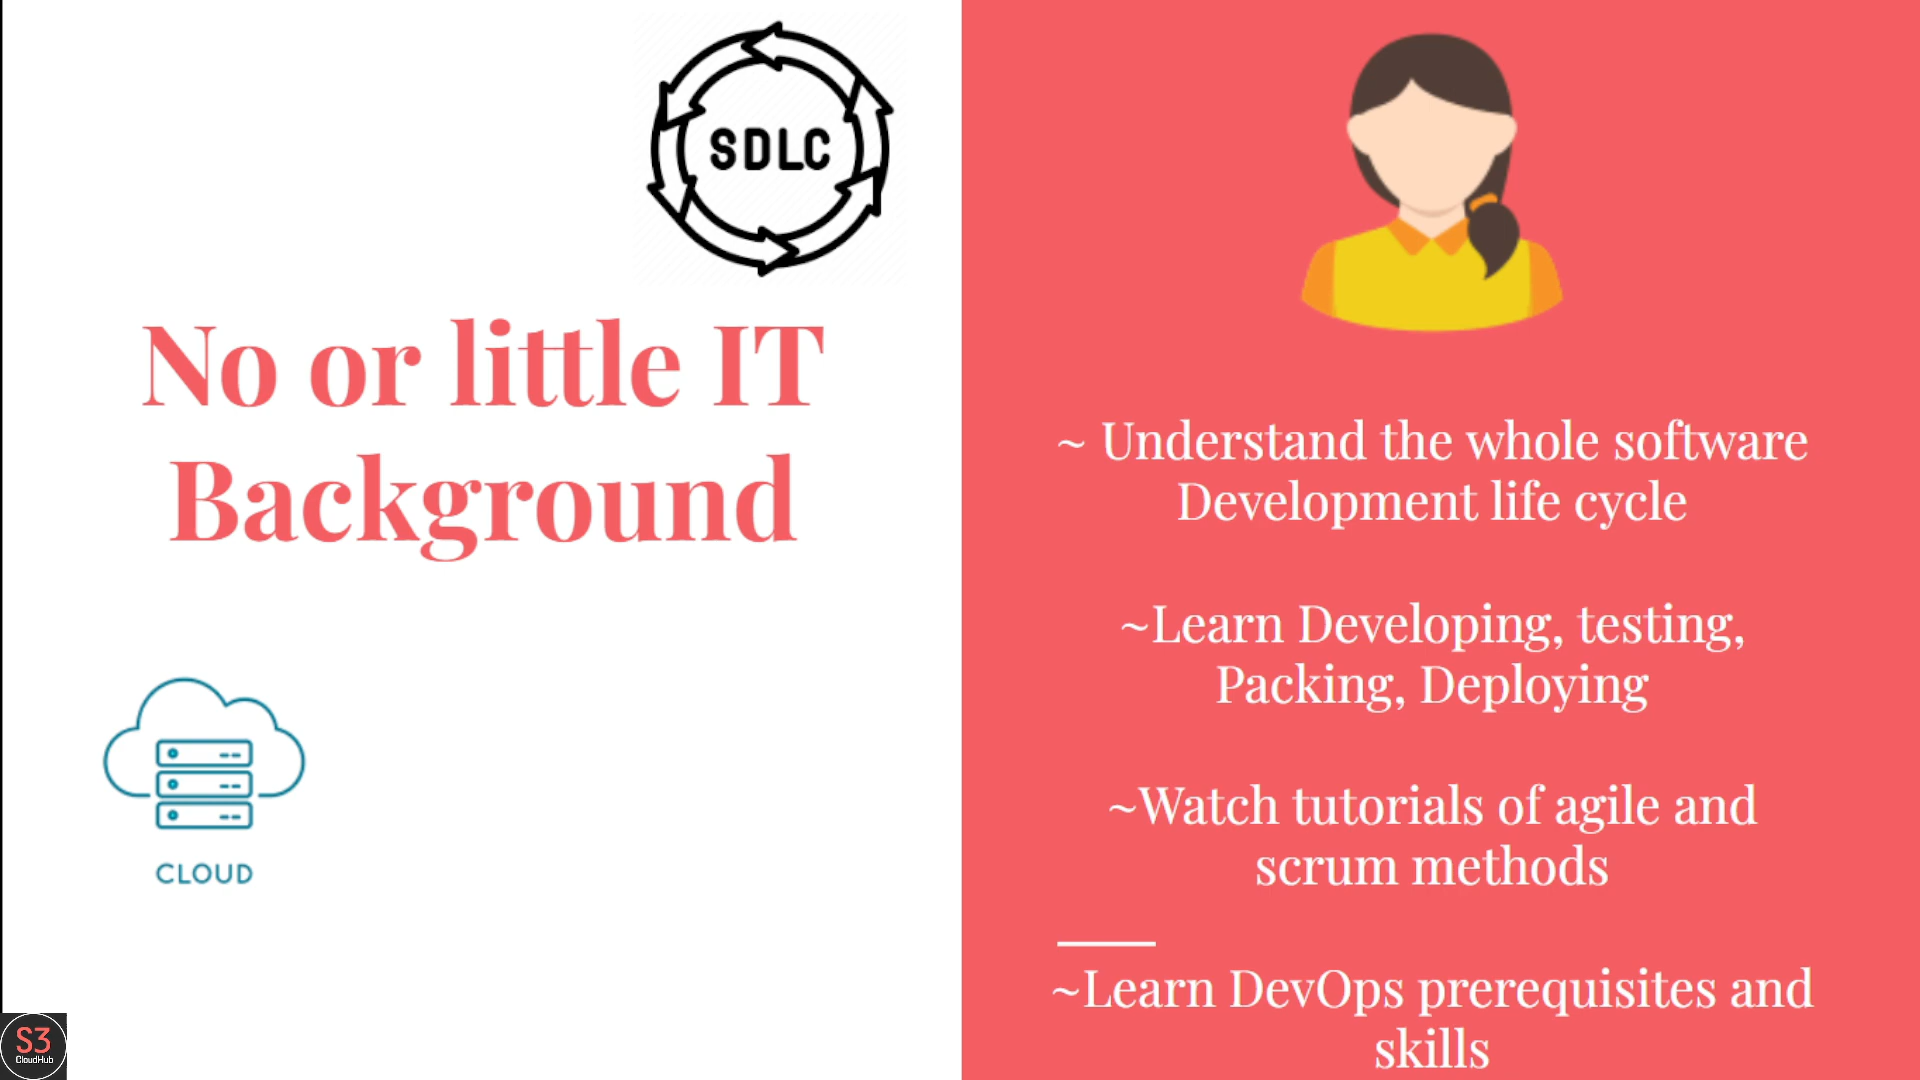 SDLC
No or little IT
Background
CLOUD
S3
CloudHub
~ Understand the whole software
Development life cycle
~Learn Developing, testing,
Packing, Deploying
~Watch tutorials of agile and
scrum methods
~Learn DevOps prerequisites and
skills